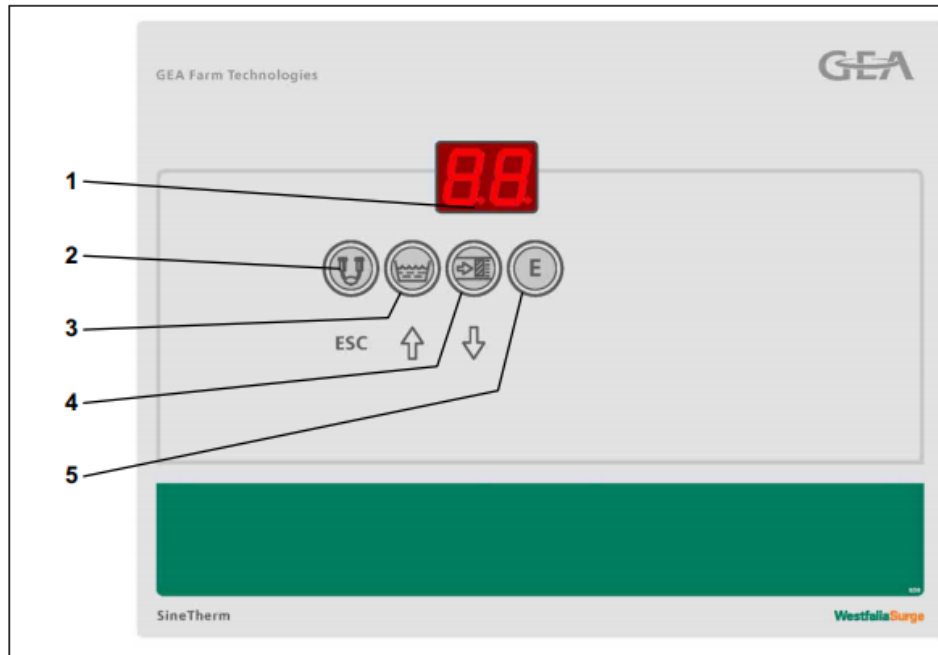 GEA Farm Technologies
GEA
88
1
2
E
3
ESC
4
5
SineTherm
WestfaliaSurge